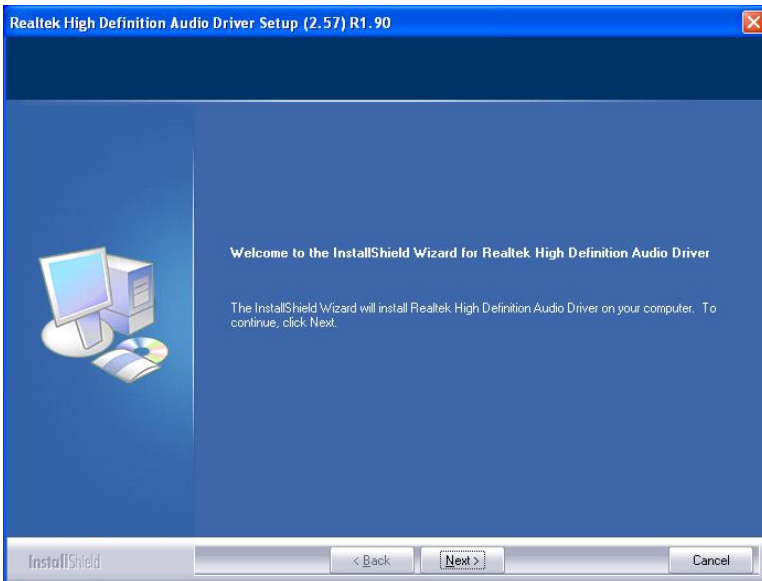 Realtek High Definition Audio Driver Setup (2.57) R1.90
Welcome to the InstallShield Wizard for Realtek High Definition Audio Driver
The InstallShield Wizard will install Realtek High Definition Audio Driver on your computer. To
continue, click Next.
InstallShield
< Back
Next >
Cancel